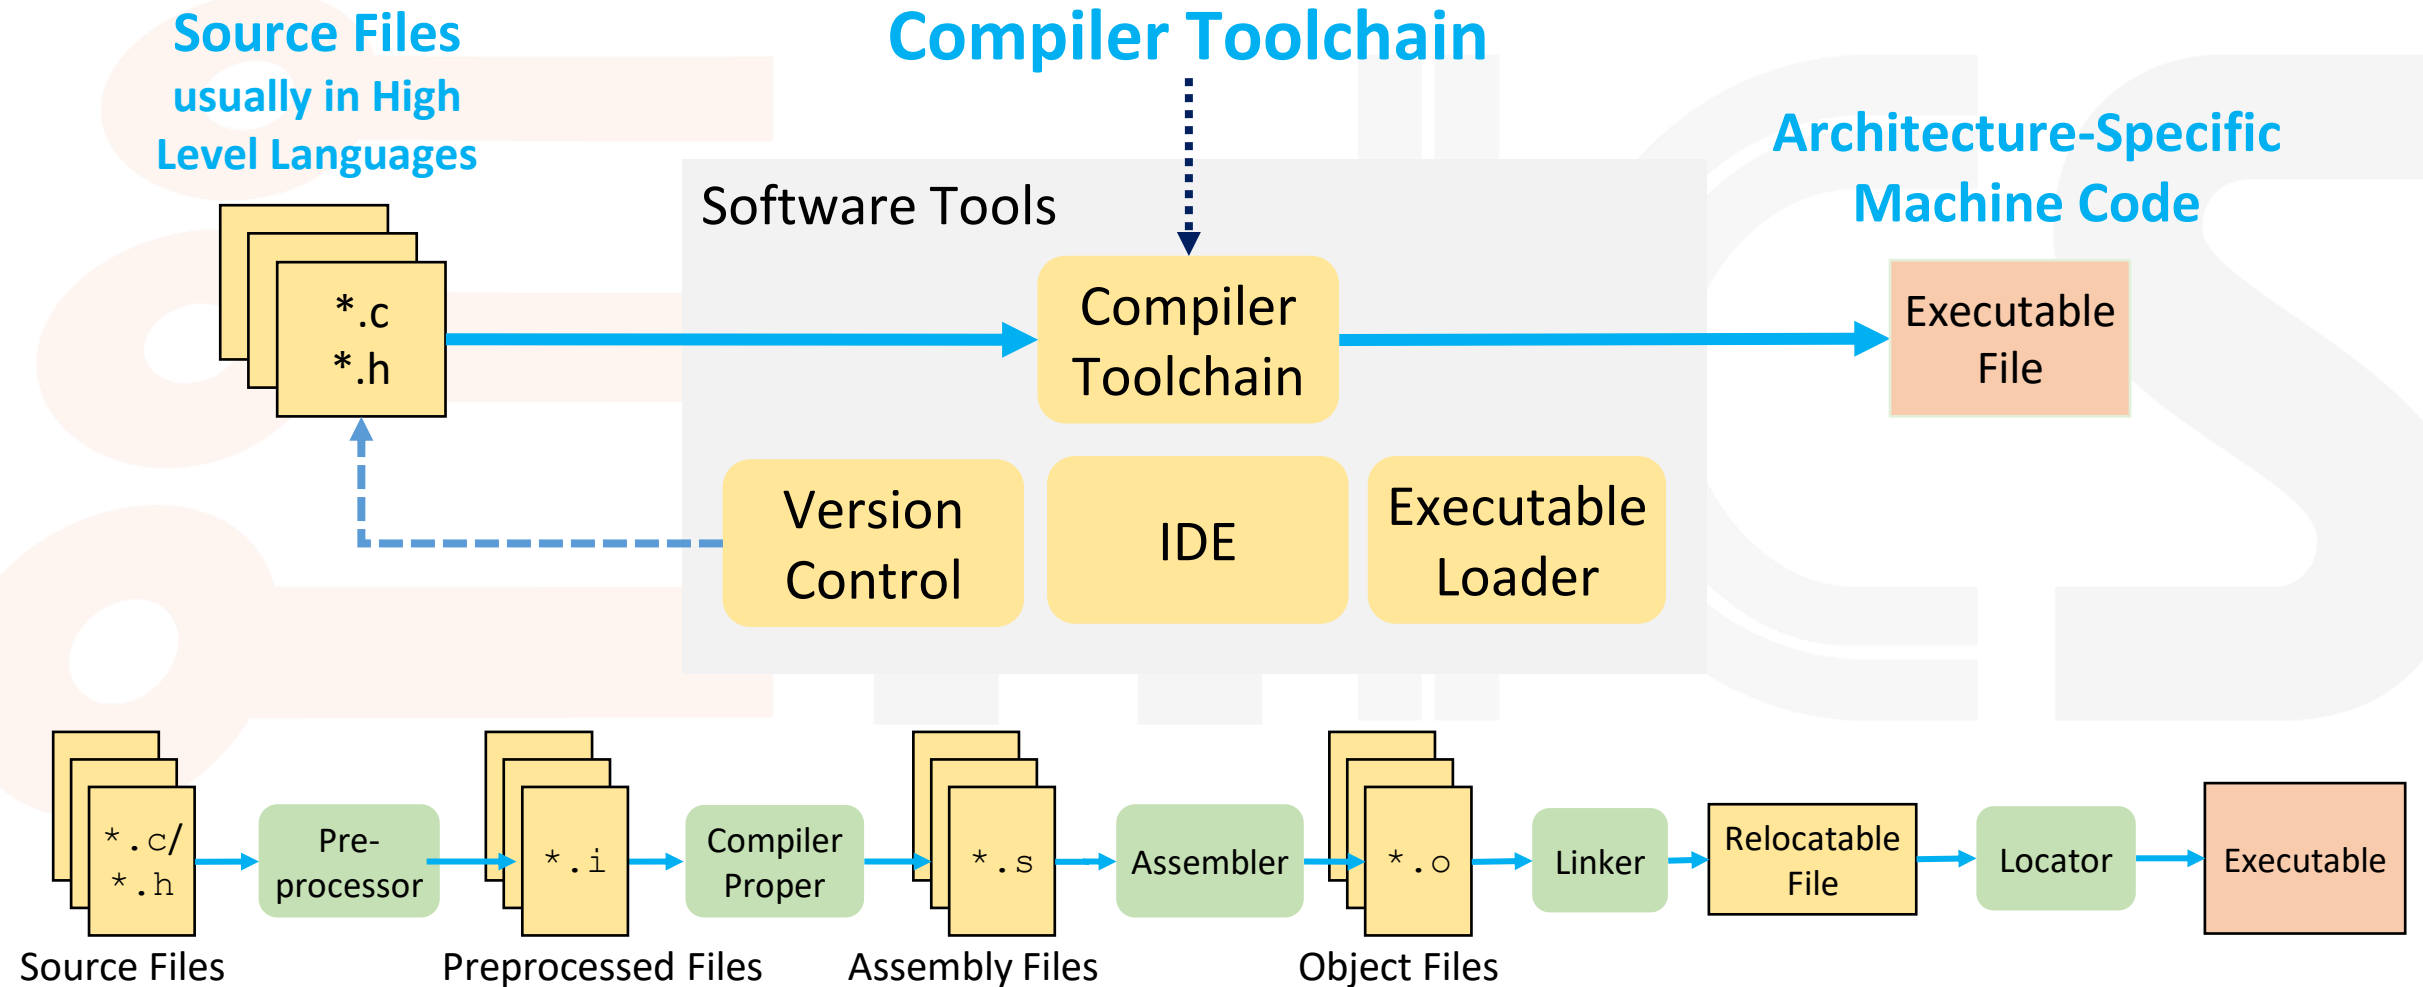 Source Files
usually in High
Level Languages
Compiler Toolchain
Architecture-Specific
Machine Code
Software Tools
*.c
*.h
Compiler
Toolchain
Executable
File
Version
Control
IDE
Executable
Loader
*.c/
*.h
Pre-
processor
*.i
Compiler
Proper
*.s
Assembler
*.o
Linker
Relocatable
File
Locator
Executable
Source Files
Preprocessed Files
Assembly Files
Object Files